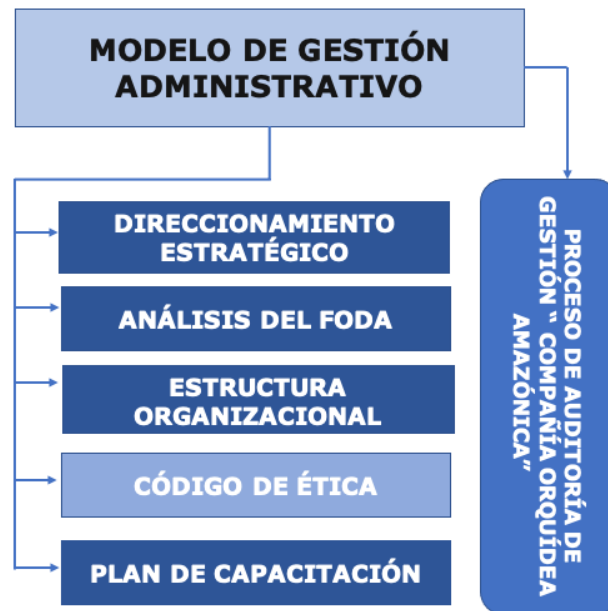 MODELO DE GESTIÓN
ADMINISTRATIVO
DIRECCIONAMIENTO
ESTRATÉGICO
ANÁLISIS DEL FODA
ESTRUCTURA
ORGANIZACIONAL
CÓDIGO DE ÉTICA
PLAN DE CAPACITACIÓN
PROCESO DE AUDITORÍA DE
GESTIÓN “ COMPAÑÍA ORQUÍDEA
AMAZÓNICA”